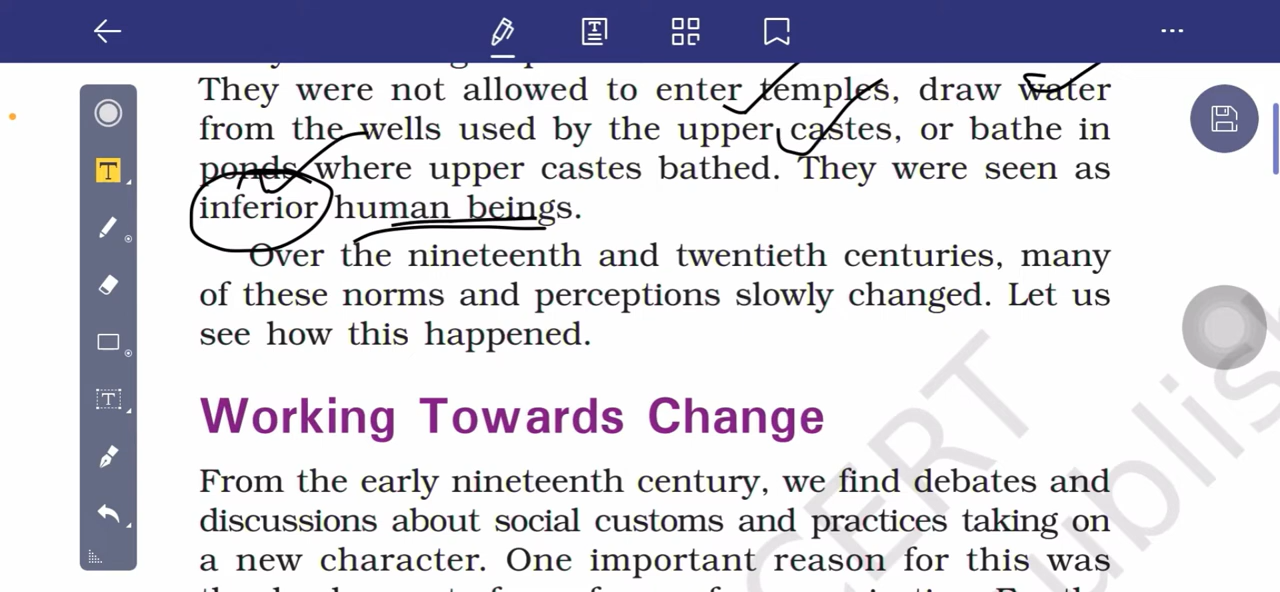 They were not allowed to enter temples, draw water
from the wells used by the upper castes, or bathe in
ponds where upper castes bathed. They were seen as
inferior human beings.
Over the nineteenth and twentieth centuries, many
of these norms and perceptions slowly changed. Let us
see how this happened.
Working Towards Change
From the early nineteenth century, we find debates and
discussions about social customs and practices taking on
a new character. One important reason for this was